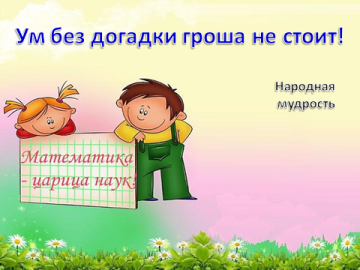 Ум без догадки гроша не стоит!
Народная
мудрость
Математика
- царица наук!